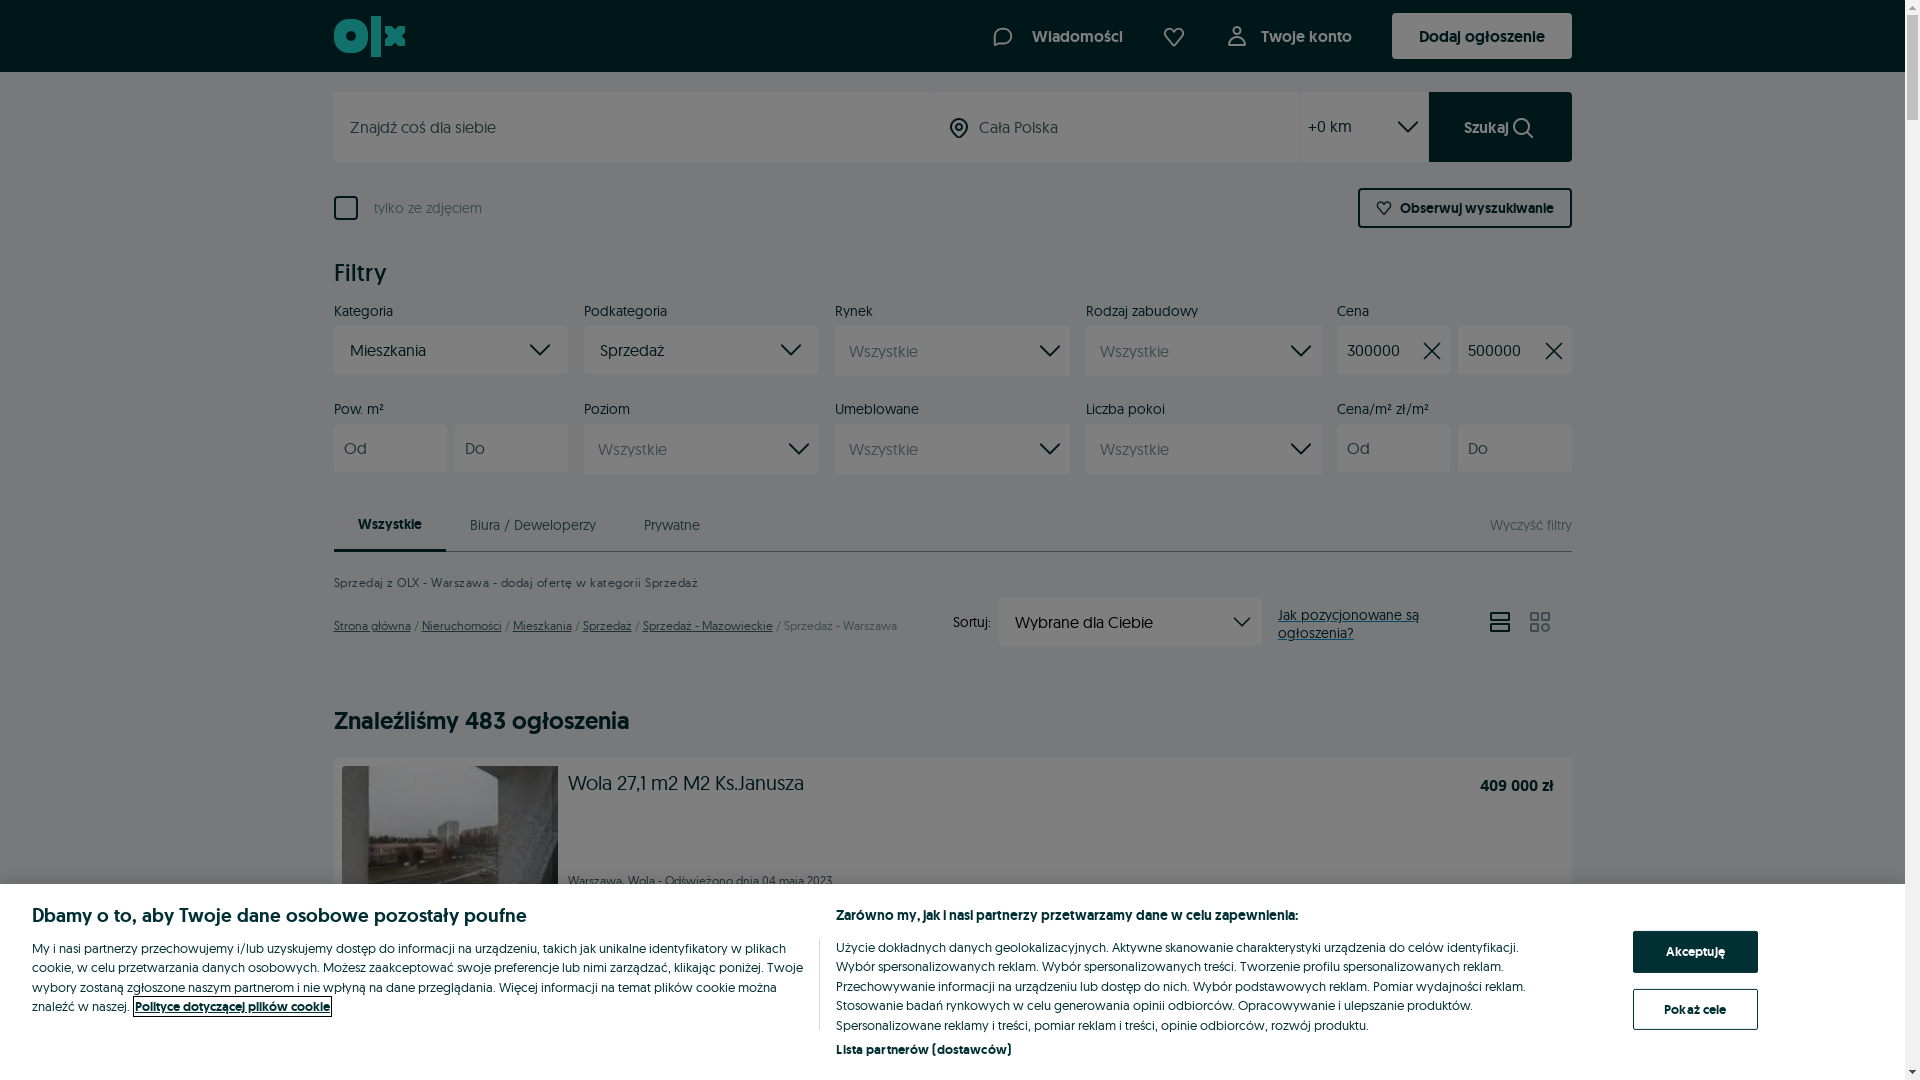 olx
Wiadomości
Twoje konto
Dodaj ogłoszenie
Znajdź coś dla siebie
Cała Polska
+0 km
Szukaj
tylko ze zdjęciem
Obserwuj wyszukiwanie
Filtry
Kategoria
Podkategoria
Rynek
Rodzaj zabudowy
Cena
Mieszkania
Sprzedaż
Wszystkie
Wszystkie
300000
500000
Pow. m²
Poziom
Umeblowane
Liczba pokoi
Cena/m² zł/m²
Od
Do
Wszystkie
Wszystkie
Wszystkie
Od
Do
Wszystkie
Biura / Deweloperzy
Prywatne
Wyczyść filtry
Sprzedaj z OLX - Warszawa - dodaj ofertę w kategorii Sprzedaż
Strona główna / Nieruchomości / Mieszkania / Sprzedaż / Sprzedaż - Mazowieckie / Sprzedaż - Warszawa
Sortuj:
Wybrane dla Ciebie
Jak pozycjonowane są
ogłoszenia?
Znaleźliśmy 483 ogłoszenia
Wola 27,1 m2 M2 Ks.Janusza
409 000 zł
Warszawa, Wola - Odświeżono dnia 04 maja 2023
Dbamy o to, aby Twoje dane osobowe pozostały poufne
My i nasi partnerzy przechowujemy i/lub uzyskujemy dostęp do informacji na urządzeniu, takich jak unikalne identyfikatory w plikach
cookie, w celu przetwarzania danych osobowych. Możesz zaakceptować swoje preferencje lub nimi zarządzać, klikając poniżej. Twoje
wybory zostaną zgłoszone naszym partnerom i nie wpłyną na dane przeglądania. Więcej informacji na temat plików cookie można
znaleźć w naszej. Polityce dotyczącej plików cookie
Zarówno my, jak i nasi partnerzy przetwarzamy dane w celu zapewnienia:
Użycie dokładnych danych geolokalizacyjnych. Aktywne skanowanie charakterystyki urządzenia do celów identyfikacji.
Wybór spersonalizowanych reklam. Wybór spersonalizowanych treści. Tworzenie profilu spersonalizowanych reklam.
Przechowywanie informacji na urządzeniu lub dostęp do nich. Wybór podstawowych reklam. Pomiar wydajności reklam.
Stosowanie badań rynkowych w celu generowania opinii odbiorców. Opracowywanie i ulepszanie produktów.
Spersonalizowane reklamy i treści, pomiar reklam i treści, opinie odbiorców, rozwój produktu.
Lista partnerów (dostawców)
Akceptuję
Pokaż cele